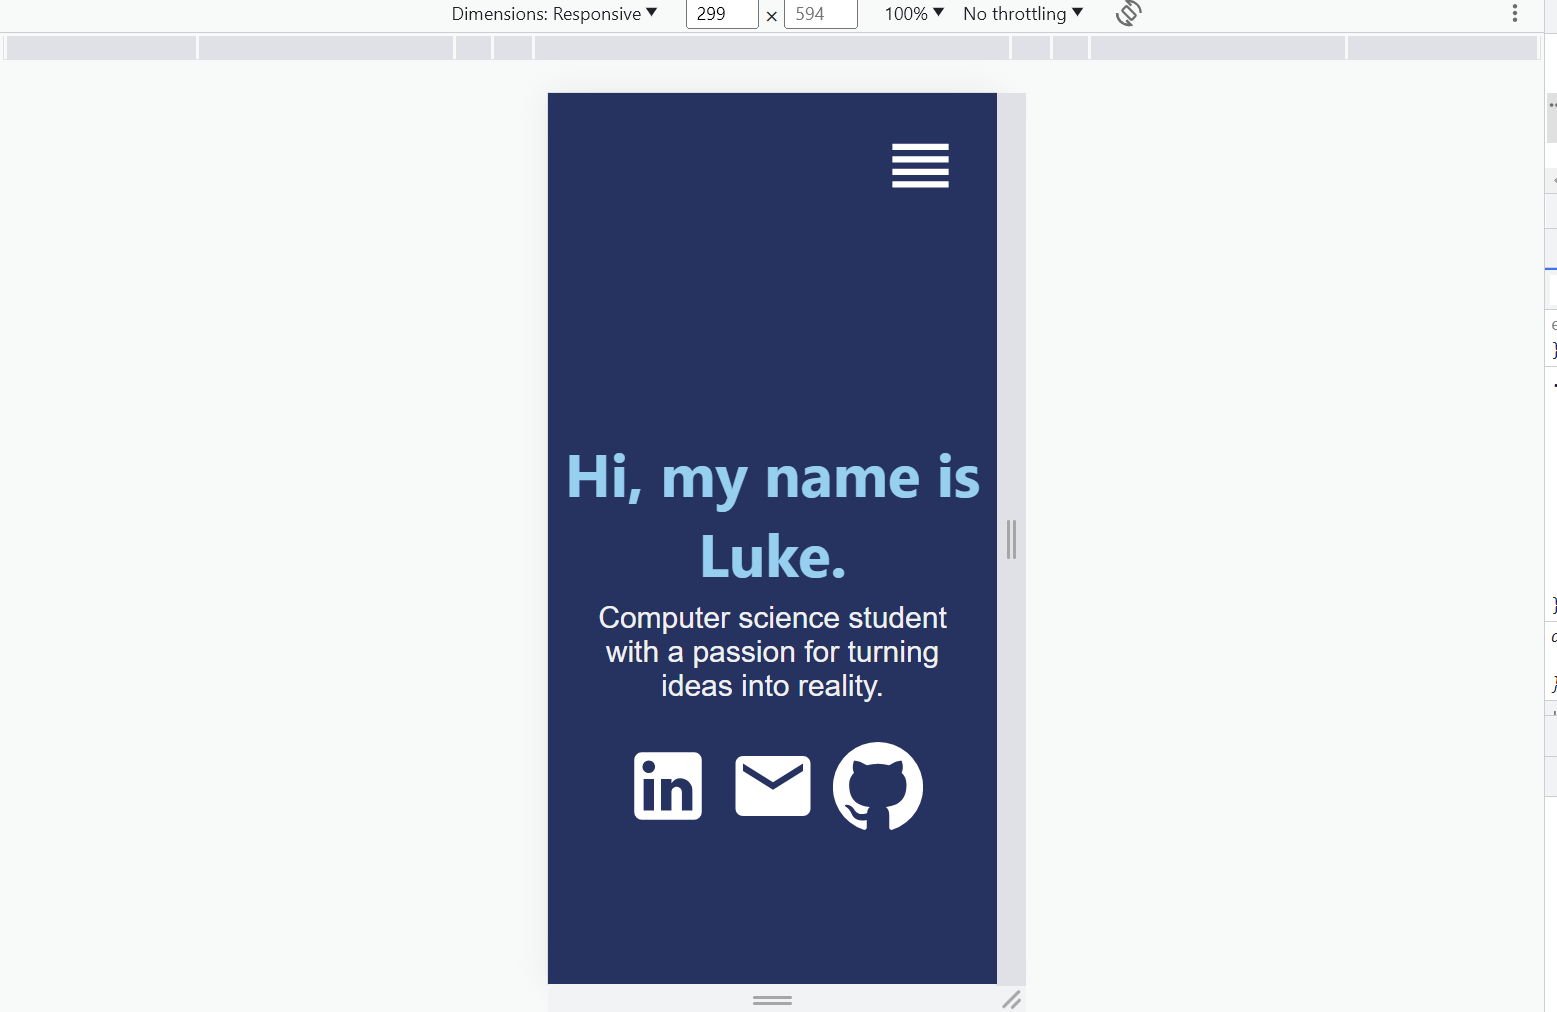 Dimensions: Responsive ▼ 299 × 594 100% ▼ No throttling ▼
Hi, my name is
Luke.
Computer science student
with a passion for turning
ideas into reality.
in